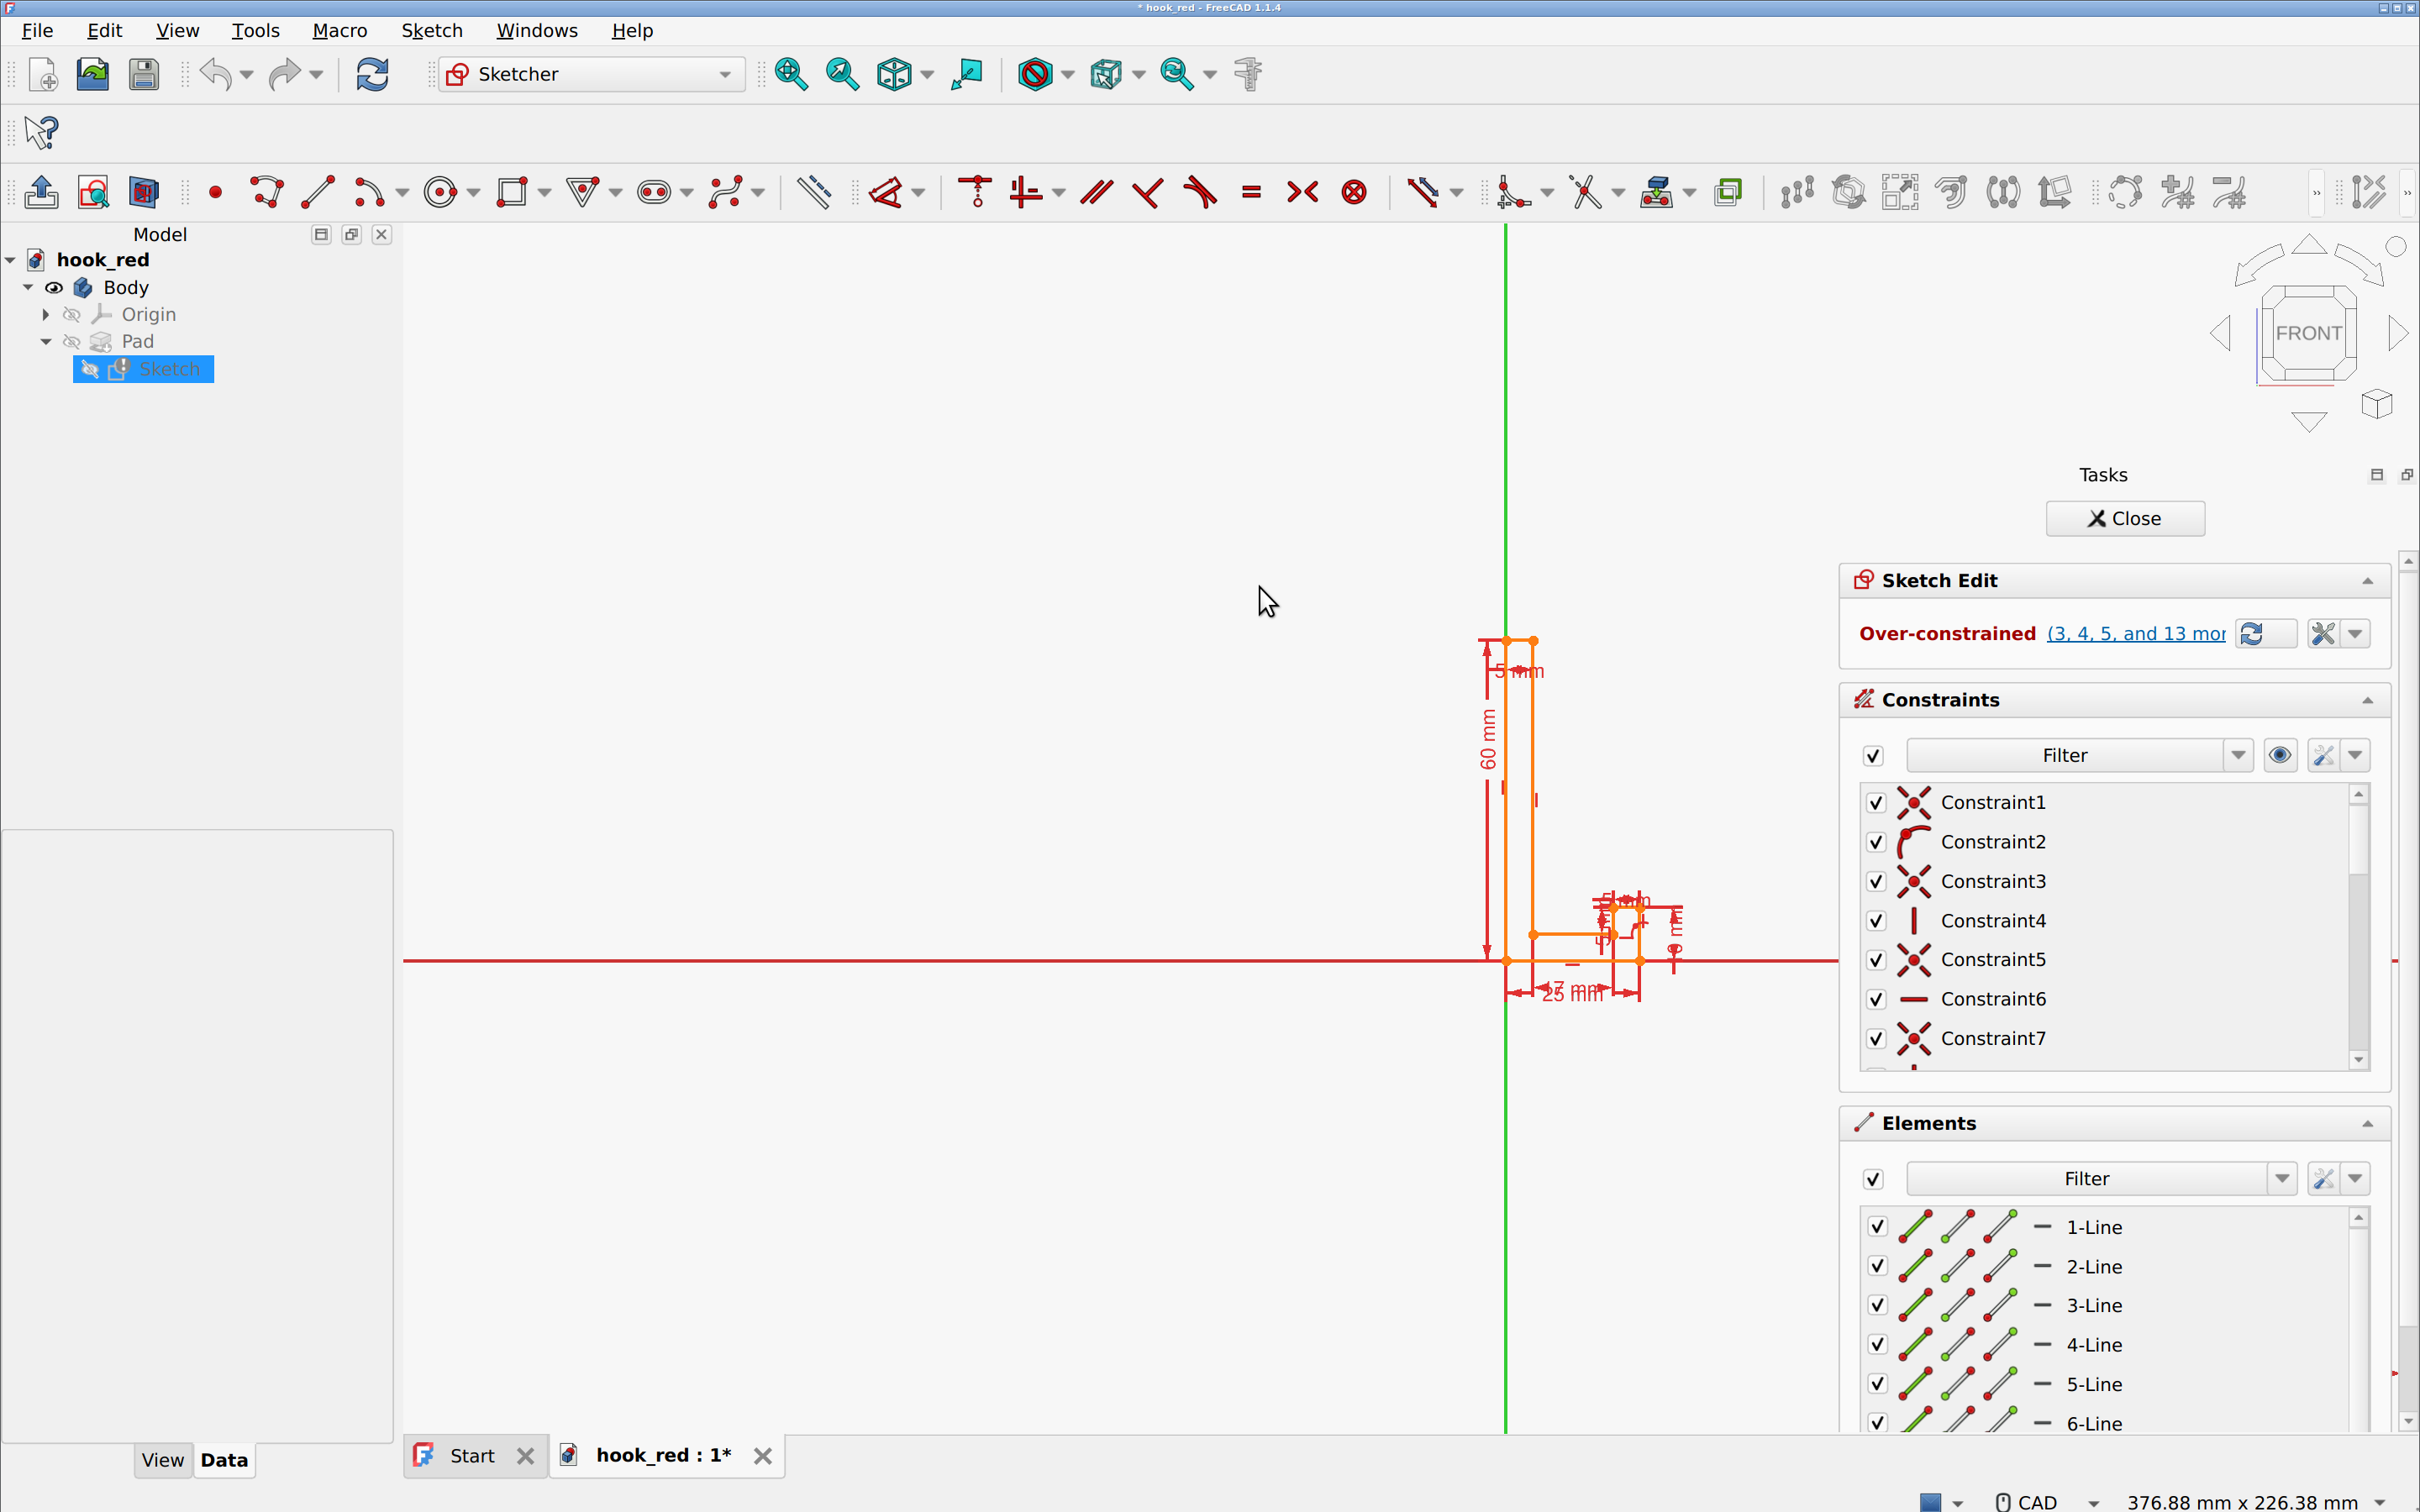 * hook_red - FreeCAD 1.1.4
File Edit View Tools Macro Sketch Windows Help
Sketcher
Model
hook_red
Body
Origin
Pad
Sketch
FRONT
Tasks
Close
Sketch Edit
Over-constrained (3, 4, 5, and 13 mor
Constraints
Filter
Constraint1
Constraint2
Constraint3
Constraint4
Constraint5
Constraint6
Constraint7
Elements
Filter
1-Line
2-Line
3-Line
4-Line
5-Line
6-Line
5 mm
60 mm
25 mm
View Data
Start
hook_red : 1*
CAD
376.88 mm x 226.38 mm